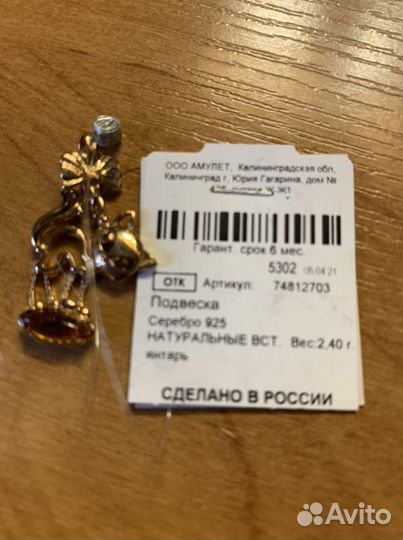 ООО АМУЛЕТ, Калининградская обл,
Калининград г, Юрия Гагарина, дом №
Гарант. срок 6 мес.
5302 05.04.21
ОТК Артикул: 74812703
Подвеска
Серебро 925
НАТУРАЛЬНЫЕ ВСТ. Вес:2,40 г.
янтарь
СДЕЛАНО В РОССИИ
Avito